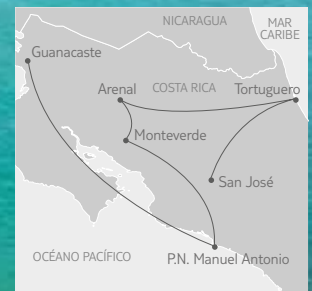 NICARAGUA
MAR
CARIBE
Guanacaste
Arenal
COSTA RICA
Tortuguero
Monteverde
San José
OCÉANO PACÍFICO
P.N. Manuel Antonio